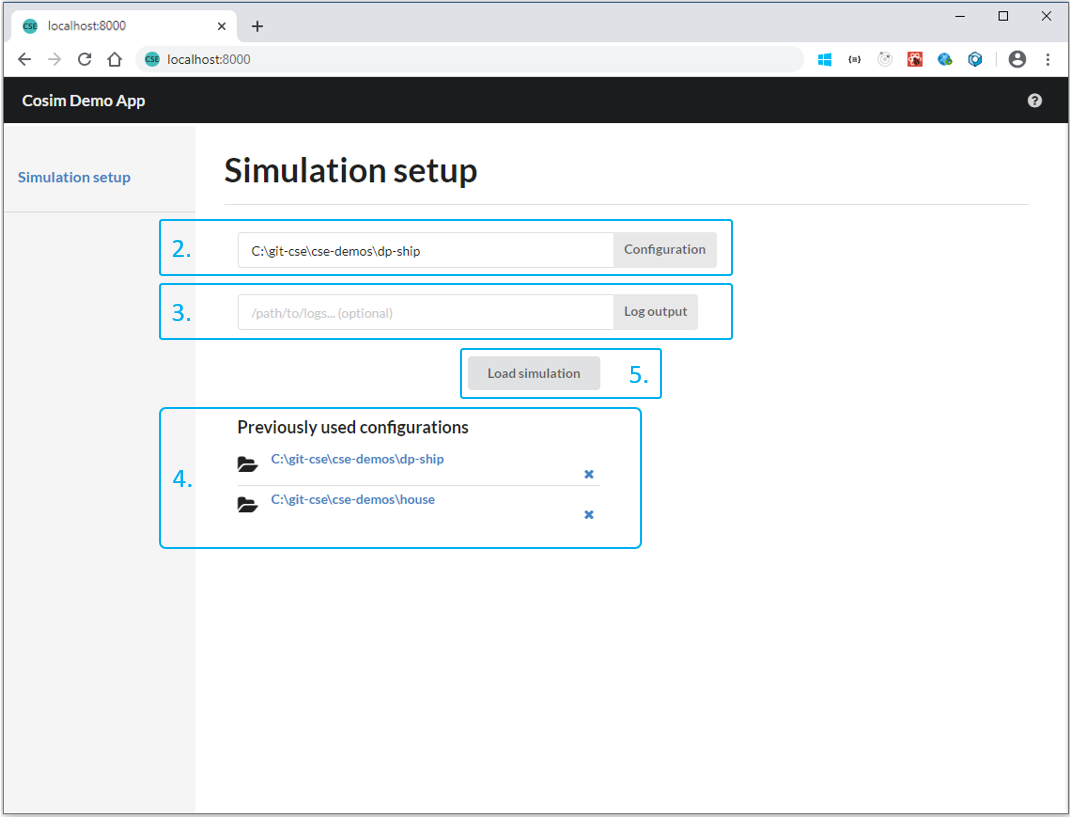 CSE localhost:8000
CSE localhost:8000
Cosim Demo App
Simulation setup
Simulation setup
2. C:\git-cse\cse-demos\dp-ship Configuration
3. /path/to/logs... (optional) Log output
Load simulation 5.
Previously used configurations
C:\git-cse\cse-demos\dp-ship
4.
C:\git-cse\cse-demos\house